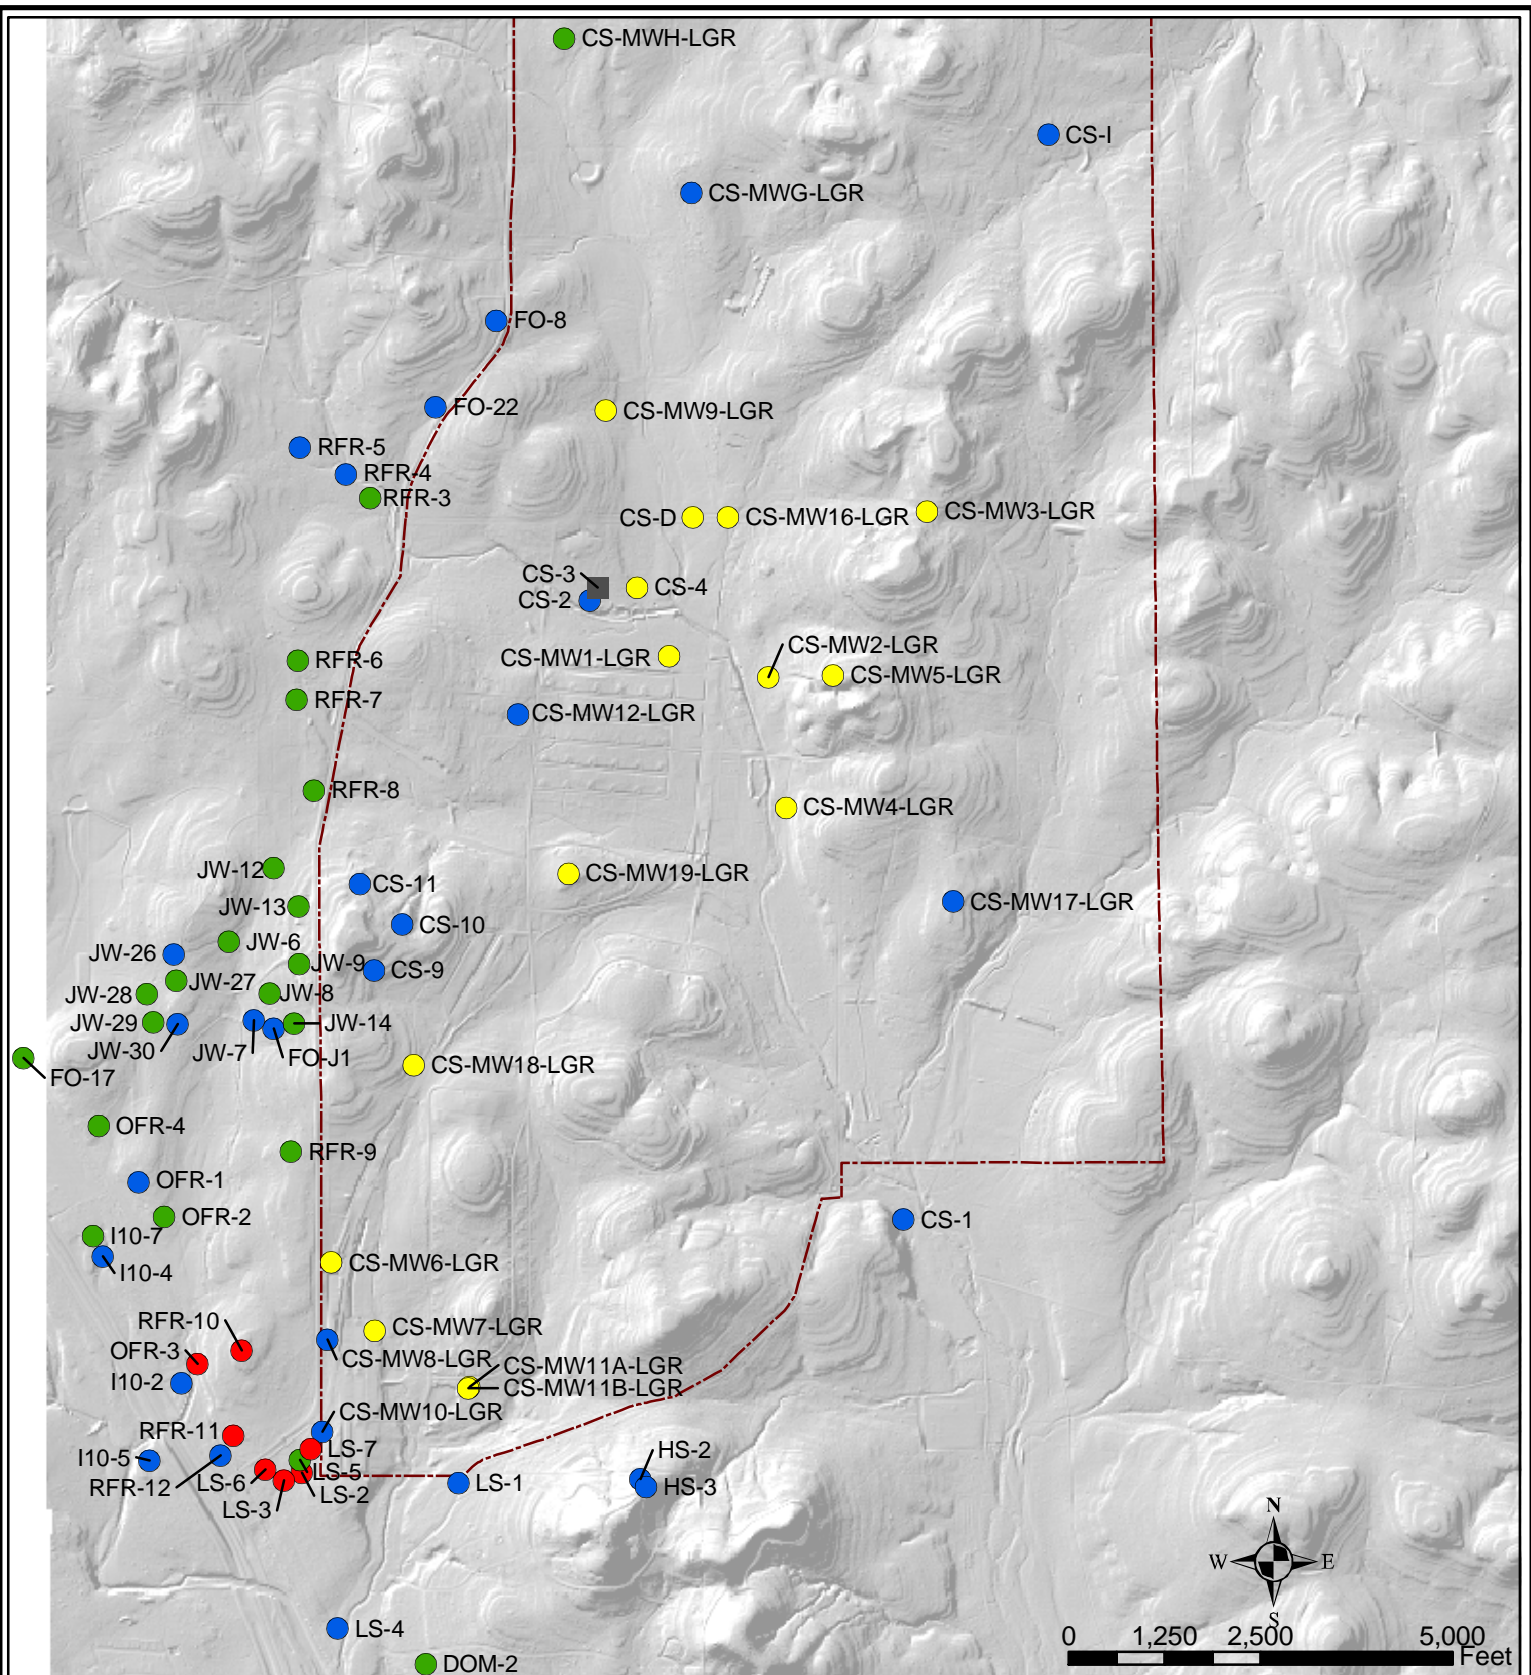 CS-MWH-LGR
CS-I
CS-MWG-LGR
FO-8
FO-22
CS-MW9-LGR
RFR-5
RFR-4
RFR-3
CS-D
CS-MW16-LGR
CS-MW3-LGR
CS-3
CS-4
CS-2
CS-MW2-LGR
CS-MW1-LGR
RFR-6
CS-MW5-LGR
RFR-7
CS-MW12-LGR
RFR-8
CS-MW4-LGR
JW-12
CS-MW19-LGR
CS-11
CS-MW17-LGR
JW-13
CS-10
JW-6
JW-26
JW-9
CS-9
JW-27
JW-28
JW-8
JW-29
JW-14
JW-30
JW-7
FO-J1
CS-MW18-LGR
FO-17
OFR-4
RFR-9
OFR-1
OFR-2
CS-1
I10-7
CS-MW6-LGR
I10-4
RFR-10
CS-MW7-LGR
OFR-3
CS-MW8-LGR
CS-MW11A-LGR
I10-2
CS-MW11B-LGR
CS-MW10-LGR
RFR-11
LS-7
HS-2
I10-5
LS-5
LS-6
LS-1
HS-3
RFR-12
LS-2
LS-3
N
W
E
S
LS-4
0 1,250 2,500 5,000
Feet
DOM-2